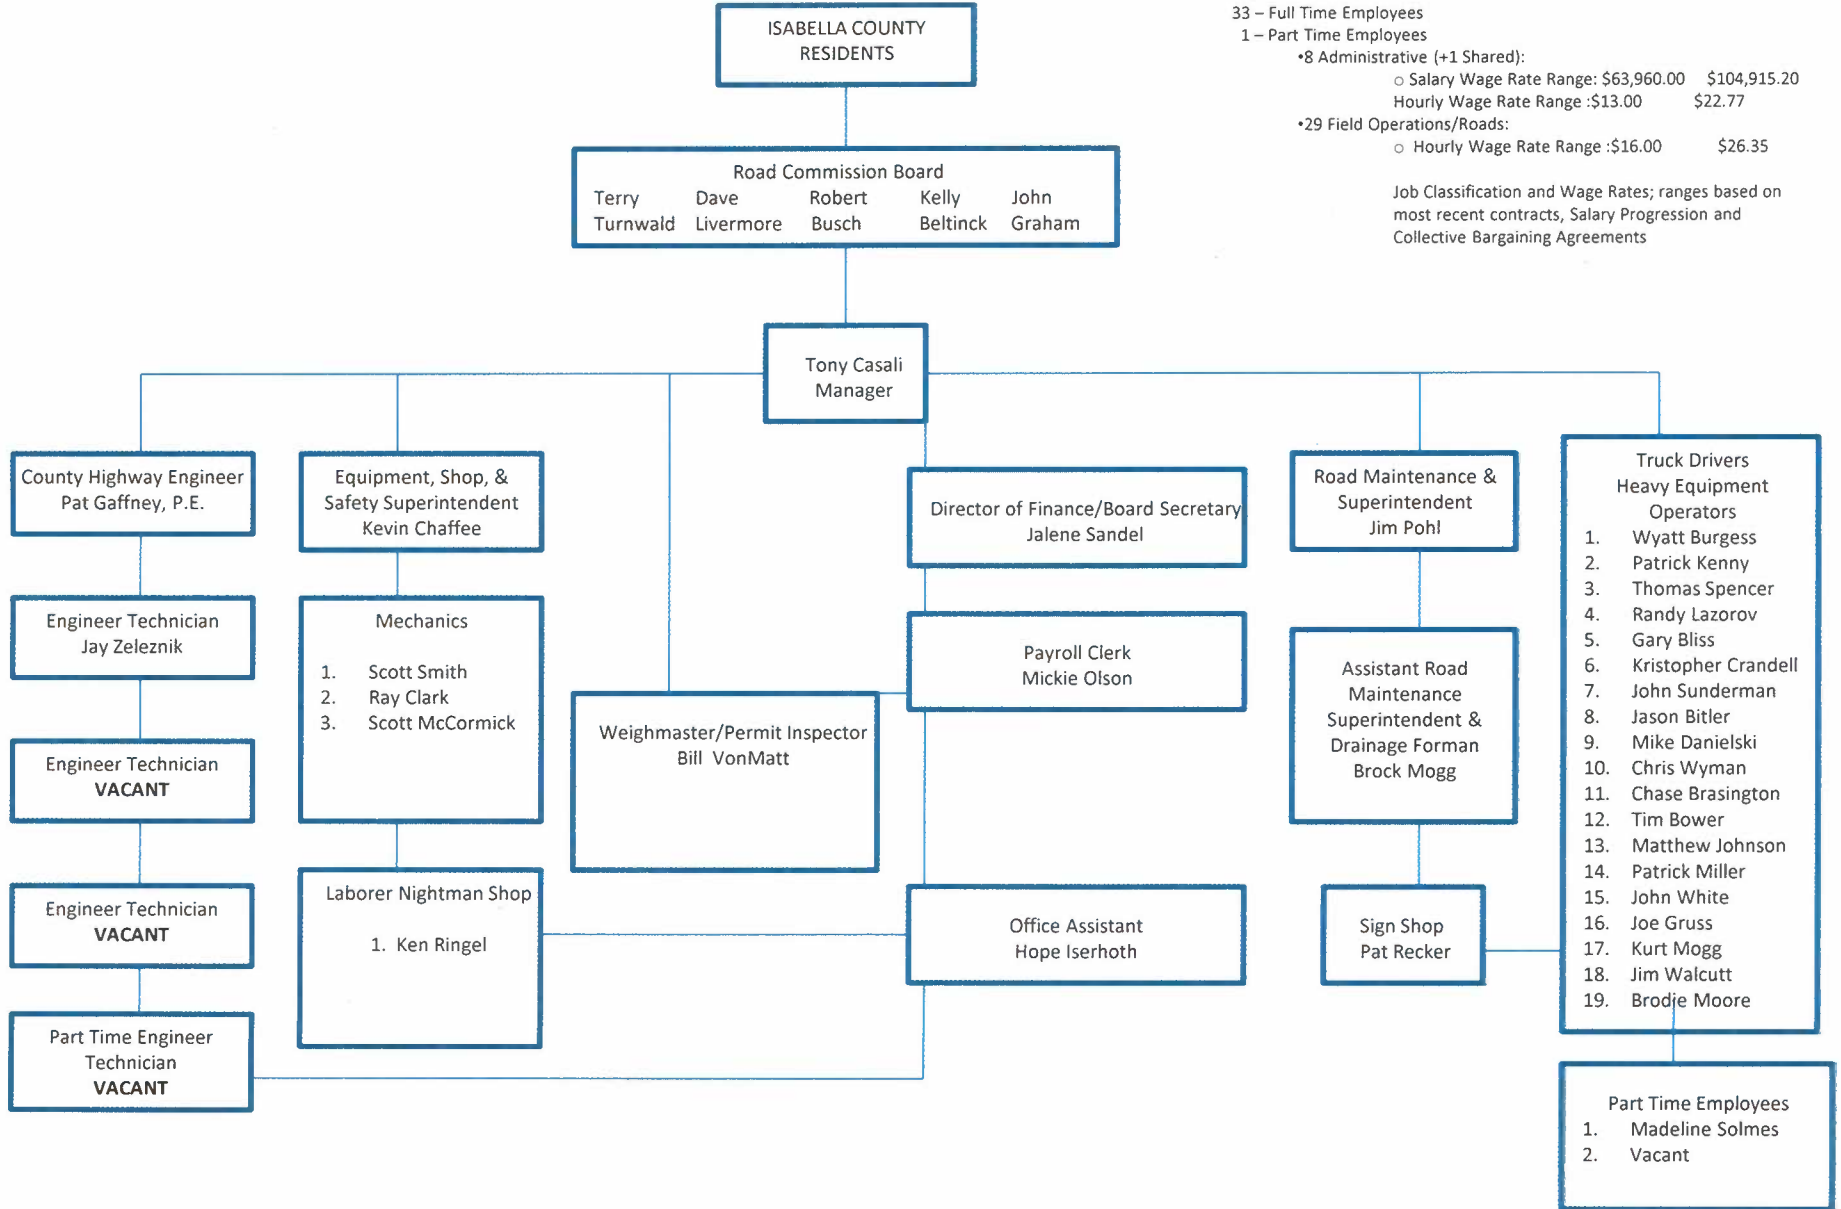 ISABELLA COUNTY
RESIDENTS
33 – Full Time Employees
1 – Part Time Employees
•8 Administrative (+1 Shared):
○ Salary Wage Rate Range: $63,960.00 $104,915.20
Hourly Wage Rate Range :$13.00 $22.77
•29 Field Operations/Roads:
○ Hourly Wage Rate Range :$16.00 $26.35
Job Classification and Wage Rates; ranges based on
most recent contracts, Salary Progression and
Collective Bargaining Agreements
Road Commission Board
Terry Dave Robert Kelly John
Turnwald Livermore Busch Beltinck Graham
Tony Casali
Manager
County Highway Engineer
Pat Gaffney, P.E.
Engineer Technician
Jay Zeleznik
Engineer Technician
VACANT
Engineer Technician
VACANT
Part Time Engineer
Technician
VACANT
Equipment, Shop, &
Safety Superintendent
Kevin Chaffee
Mechanics
1. Scott Smith
2. Ray Clark
3. Scott McCormick
Laborer Nightman Shop
1. Ken Ringel
Weighmaster/Permit Inspector
Bill VonMatt
Director of Finance/Board Secretary
Jalene Sandel
Payroll Clerk
Mickie Olson
Office Assistant
Hope Iserhoth
Road Maintenance &
Superintendent
Jim Pohl
Assistant Road
Maintenance
Superintendent &
Drainage Forman
Brock Mogg
Sign Shop
Pat Recker
Truck Drivers
Heavy Equipment
Operators
1. Wyatt Burgess
2. Patrick Kenny
3. Thomas Spencer
4. Randy Lazorov
5. Gary Bliss
6. Kristopher Crandell
7. John Sunderman
8. Jason Bitler
9. Mike Danielski
10. Chris Wyman
11. Chase Brasington
12. Tim Bower
13. Matthew Johnson
14. Patrick Miller
15. John White
16. Joe Gruss
17. Kurt Mogg
18. Jim Walcutt
19. Brodie Moore
Part Time Employees
1. Madeline Solmes
2. Vacant